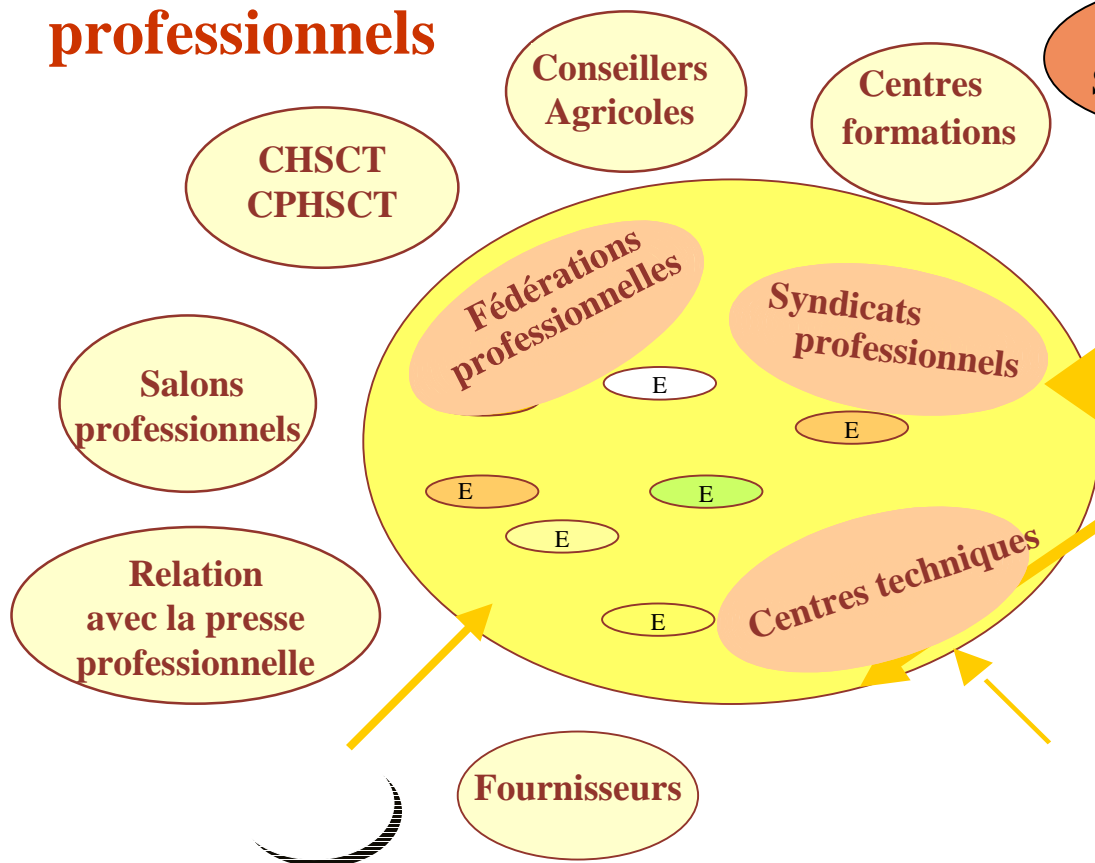 professionnels
Conseillers
Agricoles
Centres
formations
CHSCT
CPHSCT
Fédérations
professionnelles
Syndicats
professionnels
E
E
Salons
professionnels
E
E
E
Relation
avec la presse
professionnelle
Centres techniques
E
Fournisseurs